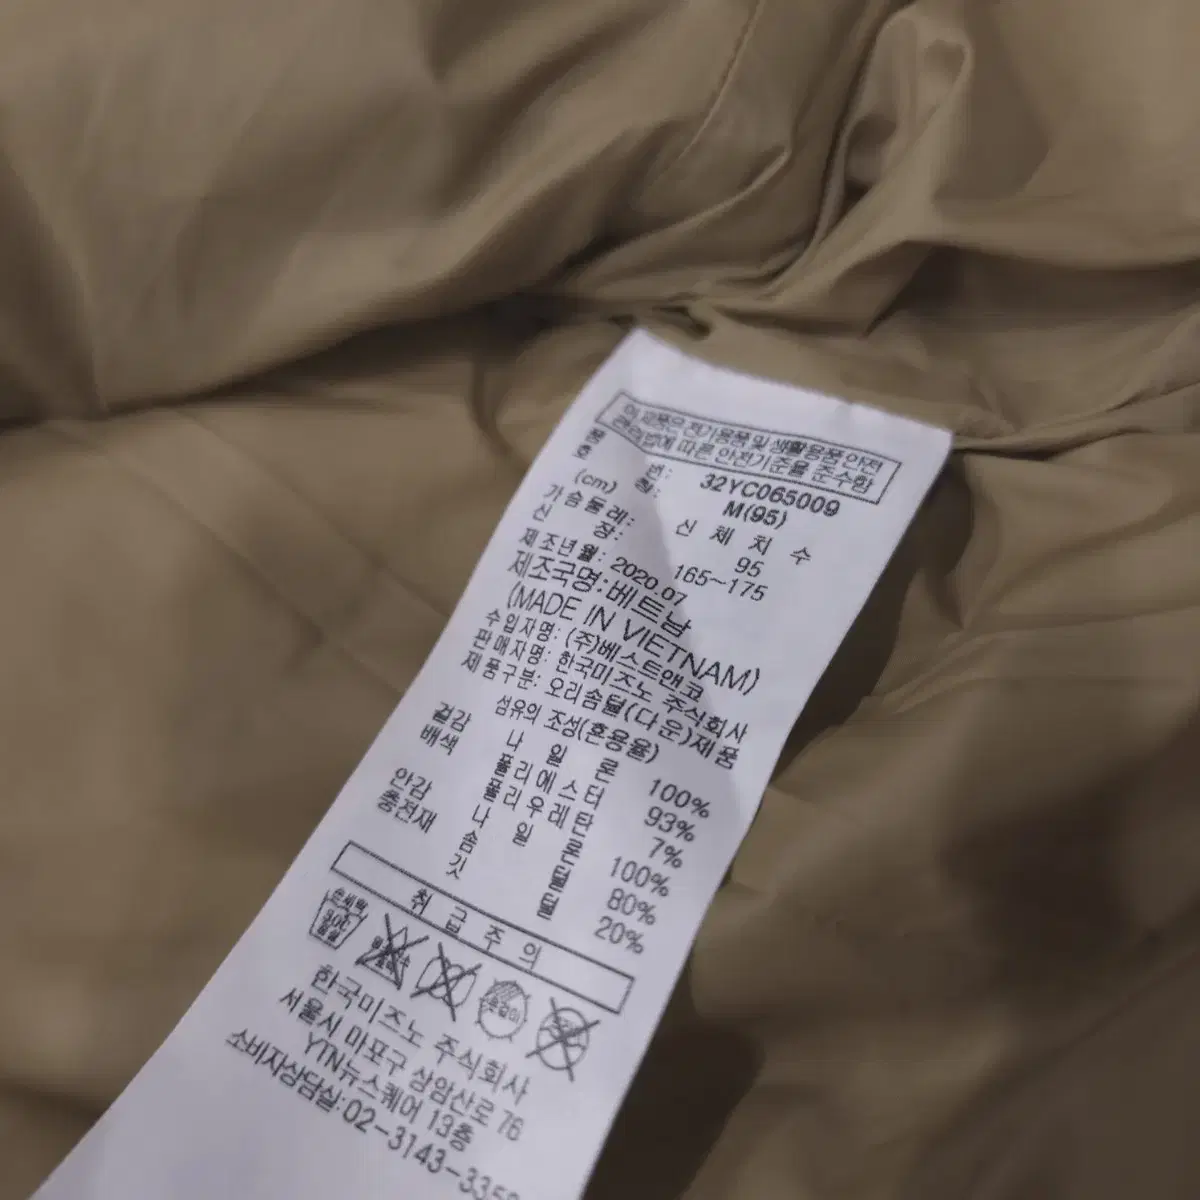 이 제품은 전기용품 및 생활용품 안전
관리법에 따른 안전기준을 준수함
품 번: 32YC065009
호 칭: M(95)
(cm) 신 체 치 수
가슴둘레: 95
신 장: 165~175
제조년월: 2020.07
제조국명:베트남
(MADE IN VIETNAM)
수입자명: (주)베스트앤코
판매자명: 한국미즈노 주식회사
제품구분: 오리솜털(다운)제품
섬유의 조성(혼용율)
겉감 나 일 론 100%
배색 폴리에스터 93%
폴리우레탄 7%
안감 나 일 론 100%
충전재 솜 털 80%
깃 털 20%
취 급 주 의
손세탁
한국미즈노 주식회사
서울시 마포구 상암산로 76
YTN뉴스퀘어 13층
소비자상담실:02-3143-335